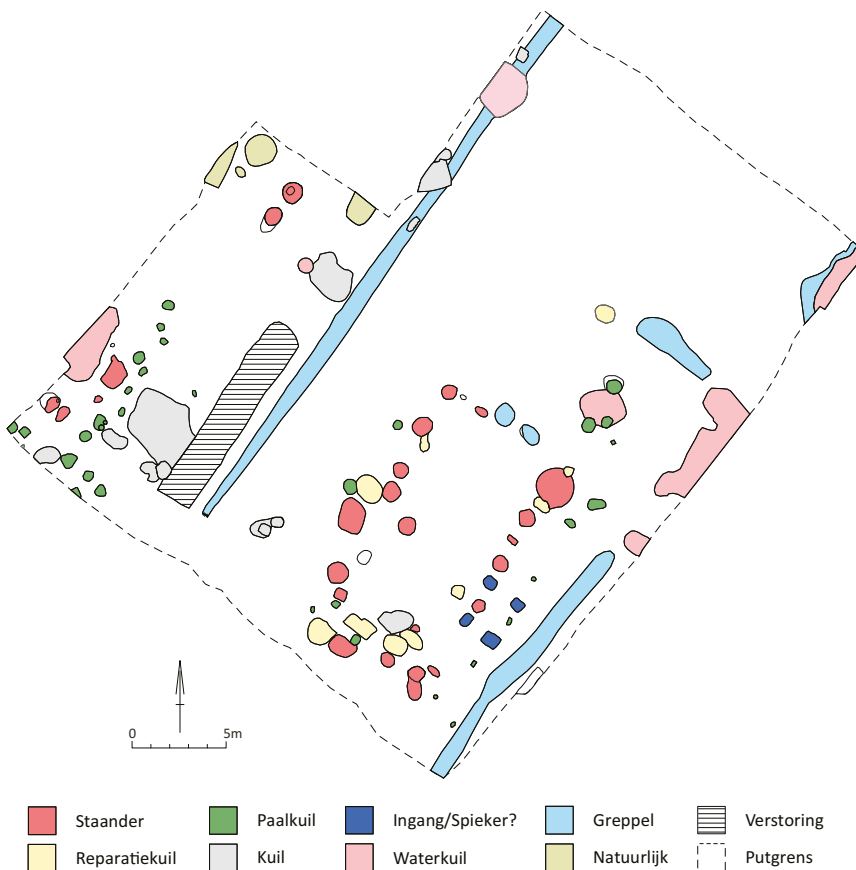 0 5m
Staander Paalkuil Ingang/Spieker? Greppel Verstoring
Reparatiekuil Kuil Waterkuil Natuurlijk Putgrens